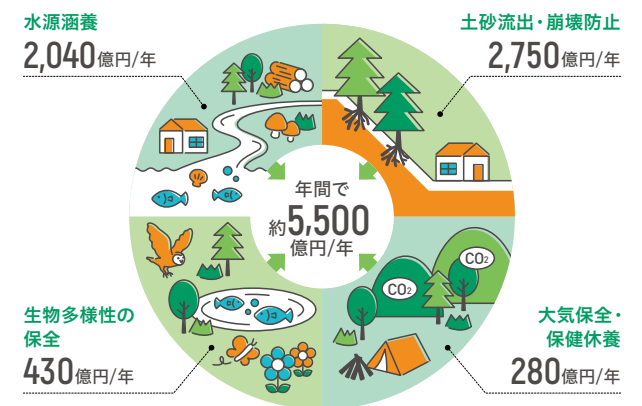 水源涵養
2,040億円/年
土砂流出・崩壊防止
2,750億円/年
年間で
約5,500
億円/年
CO2
CO2
生物多様性の
保全
430億円/年
大気保全・
保健休養
280億円/年